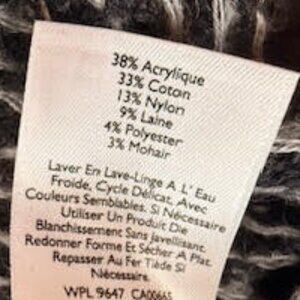 38% Acrylique
33% Coton
13% Nylon
9% Laine
4% Polyester
3% Mohair
Laver En Lave-Linge A L' Eau
Froide, Cycle Délicat, Avec
Couleurs Semblables. Si Nécessaire
Utiliser Un Produit De
Blanchissement Sans Javellisant.
Redonner Forme Et Sécher A Plat.
Repasser Au Fer Tiède Si
Nécessaire.
WPL 9647 CA00665